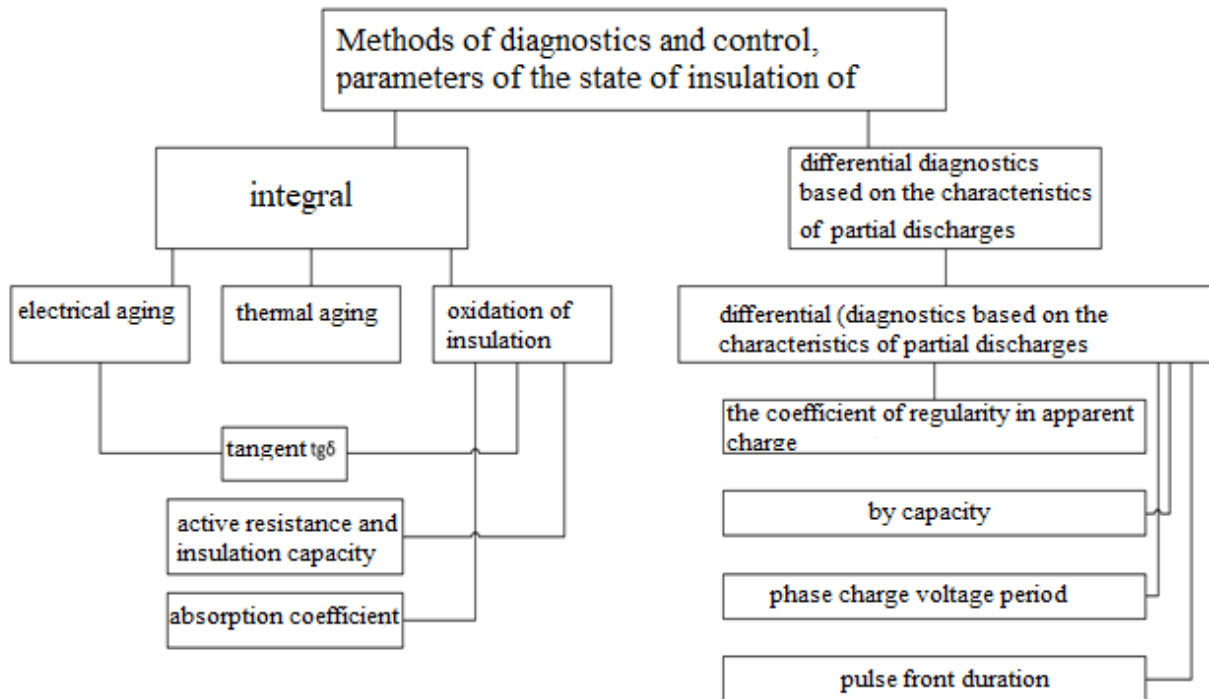 Methods of diagnostics and control,
parameters of the state of insulation of
integral
differential diagnostics
based on the characteristics
of partial discharges
electrical aging
thermal aging
oxidation of
insulation
differential (diagnostics based on the
characteristics of partial discharges
the coefficient of regularity in apparent
charge
tangent tgδ
active resistance and
insulation capacity
by capacity
absorption coefficient
phase charge voltage period
pulse front duration